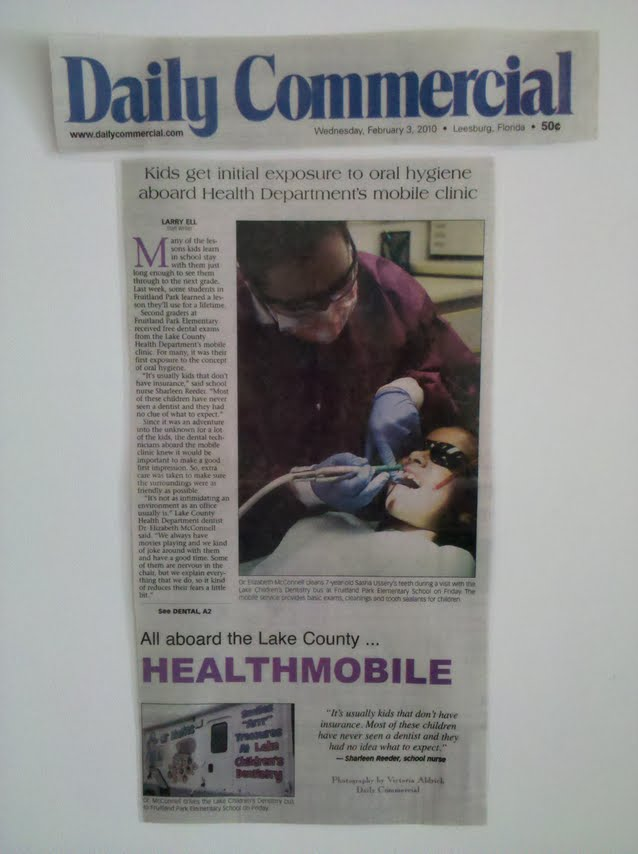 Daily Commercial
www.dailycommercial.com
Wednesday, February 3, 2010 • Leesburg, Florida • 50¢
Kids get initial exposure to oral hygiene
aboard Health Department's mobile clinic
LARRY ELL
Staff Writer
Many of the les-
sons kids learn
in school stay
with them just
long enough to see them
through to the next grade.
Last week, some students in
Fruitland Park learned a les-
son they'll use for a lifetime.
Second graders at
Fruitland Park Elementary
received free dental exams
from the Lake County
Health Department's mobile
clinic. For many, it was their
first exposure to the concept
of oral hygiene.
"It's usually kids that don't
have insurance," said school
nurse Sharleen Reeder. "Most
of these children have never
seen a dentist and they had
no clue of what to expect."
Since it was an adventure
into the unknown for a lot
of the kids, the dental tech-
nicians aboard the mobile
clinic knew it would be
important to make a good
first impression. So, extra
care was taken to make sure
the surroundings were as
friendly as possible.
"It's not as intimidating an
environment as an office
usually is," Lake County
Health Department dentist
Dr. Elizabeth McConnell
said. "We always have
movies playing and we kind
of joke around with them
and have a good time. Some
of them are nervous in the
chair, but we explain every-
thing that we do, so it kind
of reduces their fears a little
bit."
See DENTAL, A2
Dr. Elizabeth McConnell cleans 7-year-old Sasha Ussery's teeth during a visit with the
Lake Children's Dentistry bus at Fruitland Park Elementary School on Friday. The
mobile service provides basic exams, cleanings and tooth sealants for children.
All aboard the Lake County ...
HEALTHMOBILE
Smiles
Treasures
At Lake
Children's
Dentistry
Dr. McConnell drives the Lake Children's Dentistry bus
to Fruitland Park Elementary School on Friday.
"It's usually kids that don't have
insurance. Most of these children
have never seen a dentist and they
had no idea what to expect."
— Sharleen Reeder, school nurse
Photographs by Victoria Aldrich
Daily Commercial